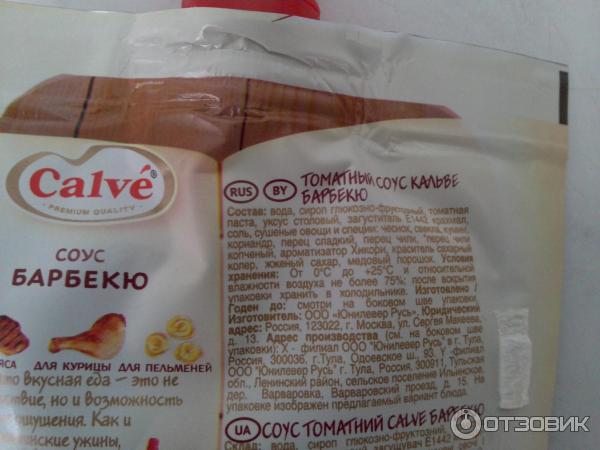 Calvé
PREMIUM QUALITY
СОУС
БАРБЕКЮ
ДЛЯ КУРИЦЫ ДЛЯ ПЕЛЬМЕНЕЙ
вкусная еда – это не
но и возможность
Как и
ужины,
RUS BY ТОМАТНЫЙ СОУС КАЛЬВЕ
БАРБЕКЮ
Состав: вода, сироп глюкозно-фруктозный, томатная
паста, уксус столовый, загуститель Е1442 крахмал,
соль, сушеные овощи и специи: чеснок, свекла, кумин,
кориандр, перец сладкий, перец чили, "перец чили
копченый, ароматизатор Хикори, краситель сахарный
колер, жженый сахар, медовый порошок. Условия
хранения: От 0°С до +25°С и относительной
влажности воздуха не более 75%; после вскрытия
упаковки хранить в холодильнике. Изготовлено /
Годен до: смотри на боковом шве упаковки.
Изготовитель: ООО «Юнилевер Русь». Юридический
адрес: Россия, 123022, г. Москва, ул. Сергея Макеева,
д. 13. Адрес производства (см. на боковом шве
упаковки): Х - филиал ООО "Юнилевер Русь" в г. Тула,
Россия, 300036, г.Тула, Одоевское ш., 93. Y -филиал
ООО "Юнилевер Русь" г. Тула, Россия, 300911, Тульская
обл., Ленинский район, сельское поселение Ильинское,
дер. Варваровка, Варваровский проезд, д. 15. На
упаковке изображен предлагаемый вариант блюда.
UA СОУС ТОМАТНИЙ CALVE БАРБЕКЮ
Склад: вода, сироп глюкозно-фруктозний,
загущувач Е1442
ОТЗОВИК